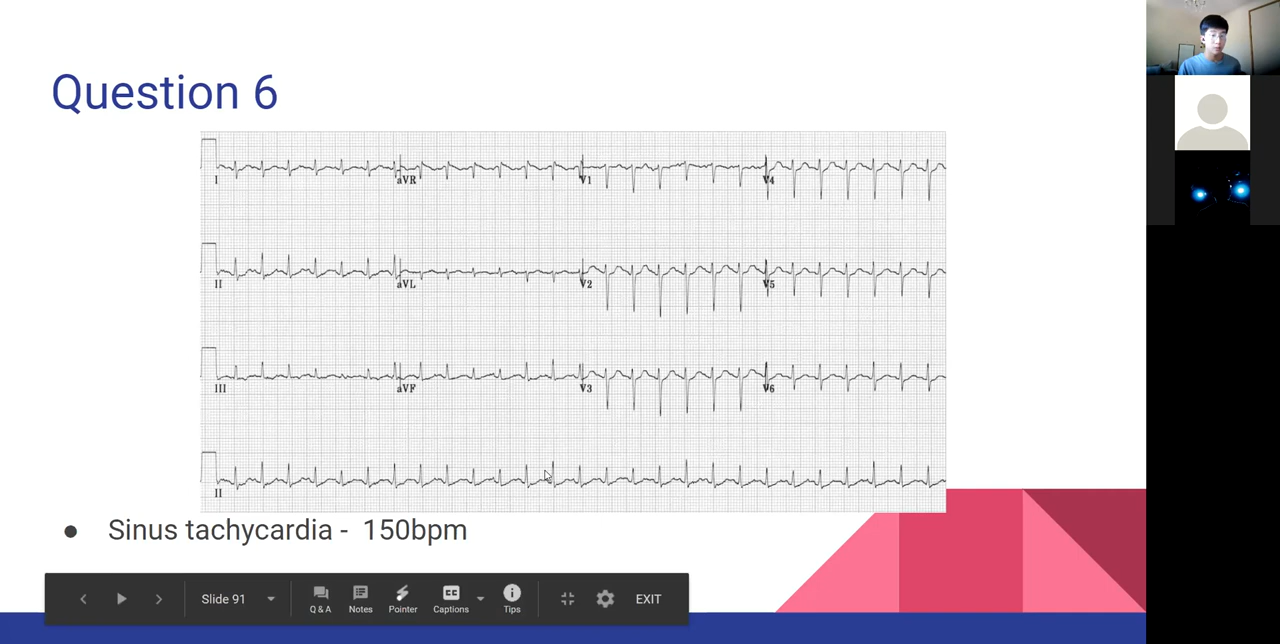 Question 6
I aVR V1 V4
II aVL V2 V5
III aVF V3 V6
II
● Sinus tachycardia - 150bpm
Slide 91
Q & A Notes Pointer Captions Tips EXIT